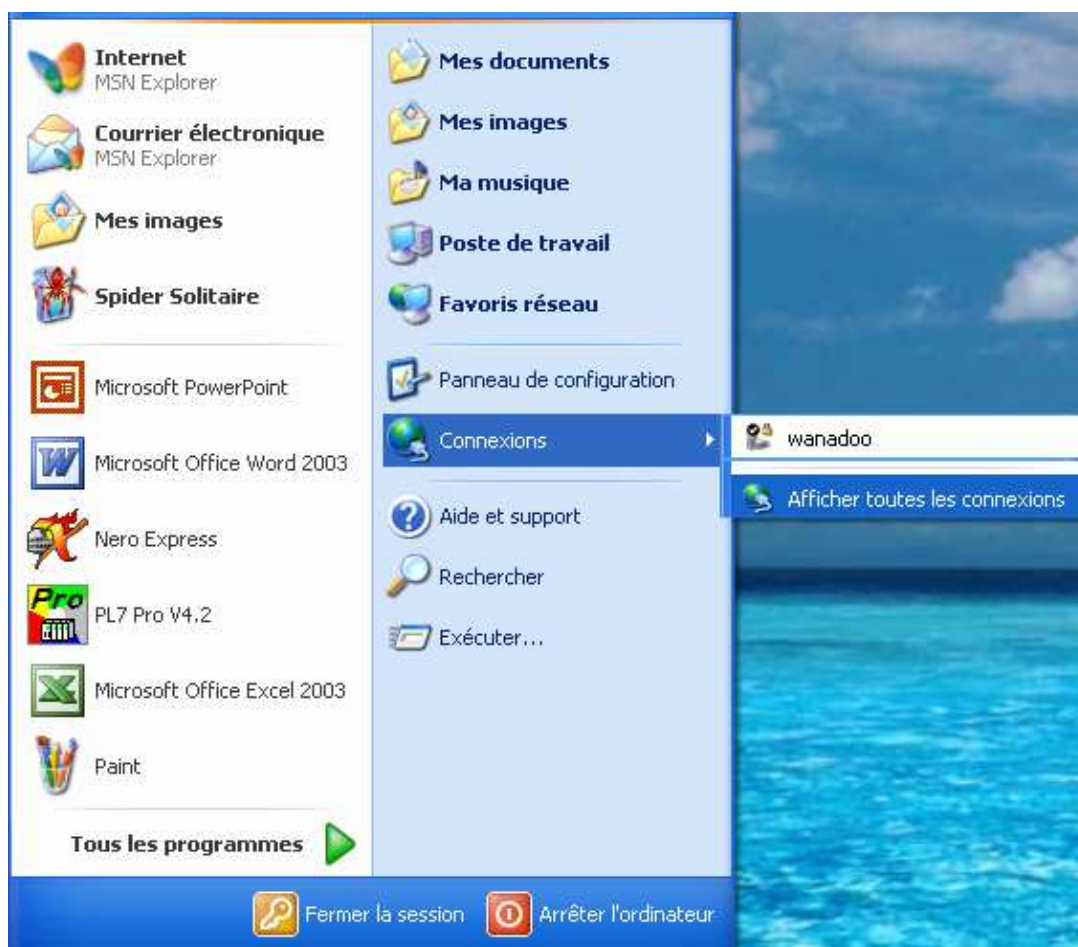 Internet
MSN Explorer
Courrier électronique
MSN Explorer
Mes images
Spider Solitaire
Microsoft PowerPoint
Microsoft Office Word 2003
Nero Express
Pro
PL7 Pro V4.2
Microsoft Office Excel 2003
Paint
Tous les programmes
Mes documents
Mes images
Ma musique
Poste de travail
Favoris réseau
Panneau de configuration
Connexions
Aide et support
Rechercher
Exécuter...
wanadoo
Afficher toutes les connexions
Fermer la session
Arrêter l'ordinateur